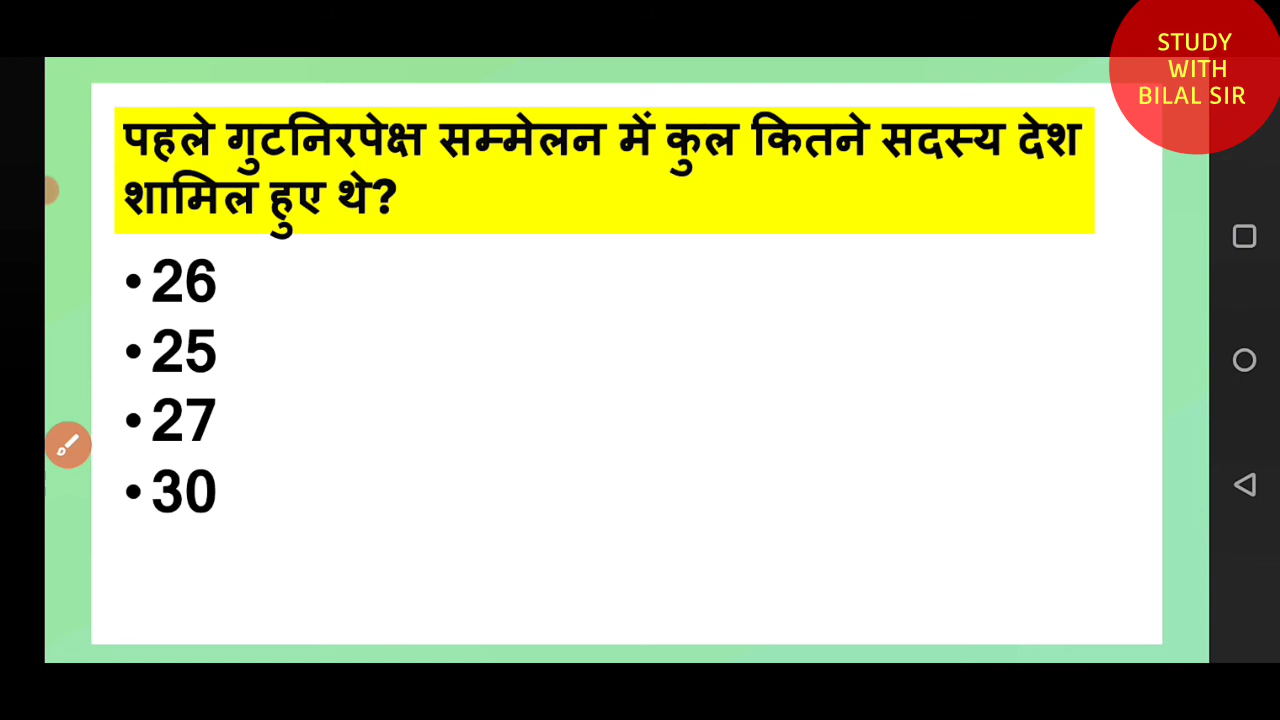 STUDY
WITH
BILAL SIR
पहले गुटनिरपेक्ष सम्मेलन में कुल कितने सदस्य देश
शामिल हुए थे?
• 26
• 25
• 27
• 30